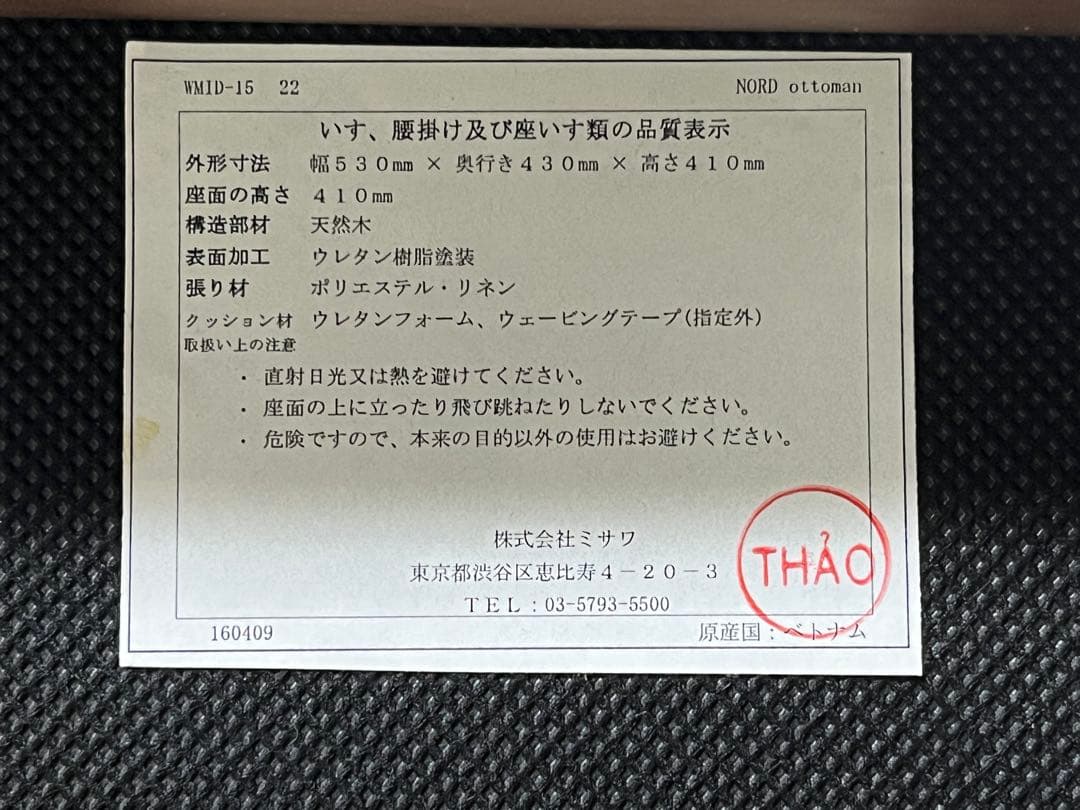 WMID-15 22
NORD ottoman
いす、腰掛け及び座いす類の品質表示
外形寸法 幅５３０㎜ × 奥行き４３０㎜ × 高さ４１０㎜
座面の高さ ４１０㎜
構造部材 天然木
表面加工 ウレタン樹脂塗装
張り材 ポリエステル・リネン
クッション材 ウレタンフォーム、ウェービングテープ(指定外)
取扱い上の注意
・ 直射日光又は熱を避けてください。
・ 座面の上に立ったり飛び跳ねたりしないでください。
・ 危険ですので、本来の目的以外の使用はお避けください。
株式会社ミサワ
東京都渋谷区恵比寿４－２０－３
ＴＥＬ：03-5793-5500
THẢO
160409
原産国：ベトナム